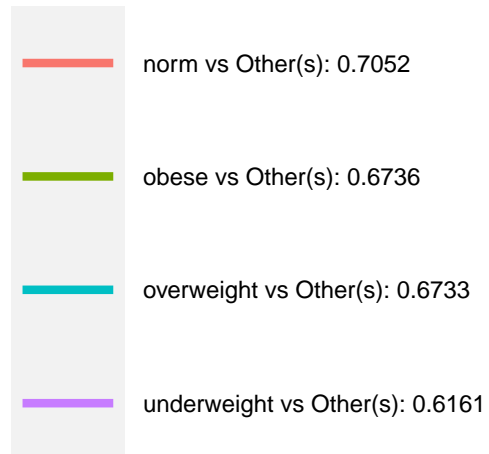 norm vs Other(s): 0.7052
obese vs Other(s): 0.6736
overweight vs Other(s): 0.6733
underweight vs Other(s): 0.6161